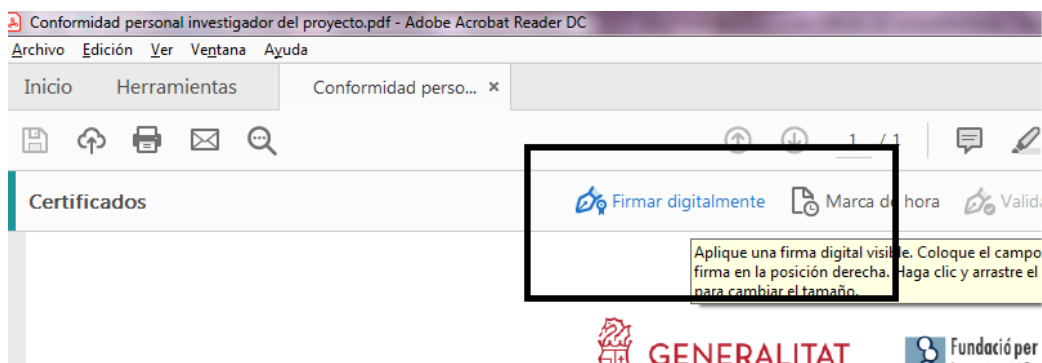 Conformidad personal investigador del proyecto.pdf - Adobe Acrobat Reader DC
Archivo Edición Ver Ventana Ayuda
Inicio Herramientas Conformidad perso... ×
1 / 1
Certificados Firmar digitalmente Marca de hora Valida
Aplique una firma digital visible. Coloque el campo
firma en la posición derecha. Haga clic y arrastre el
para cambiar el tamaño.
GENERALITAT Fundació per